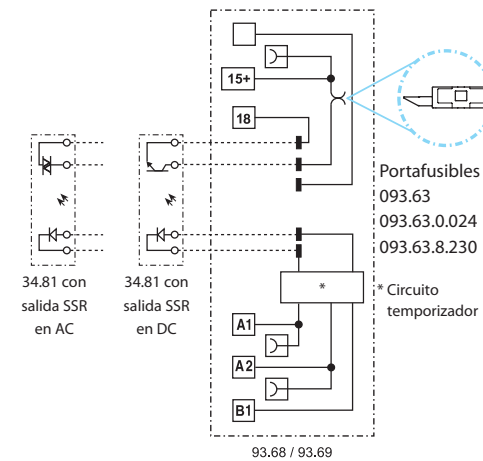 15+
18
Portafusibles
093.63
093.63.0.024
093.63.8.230
34.81 con
salida SSR
en AC
34.81 con
salida SSR
en DC
*
* Circuito
temporizador
A1
A2
B1
93.68 / 93.69